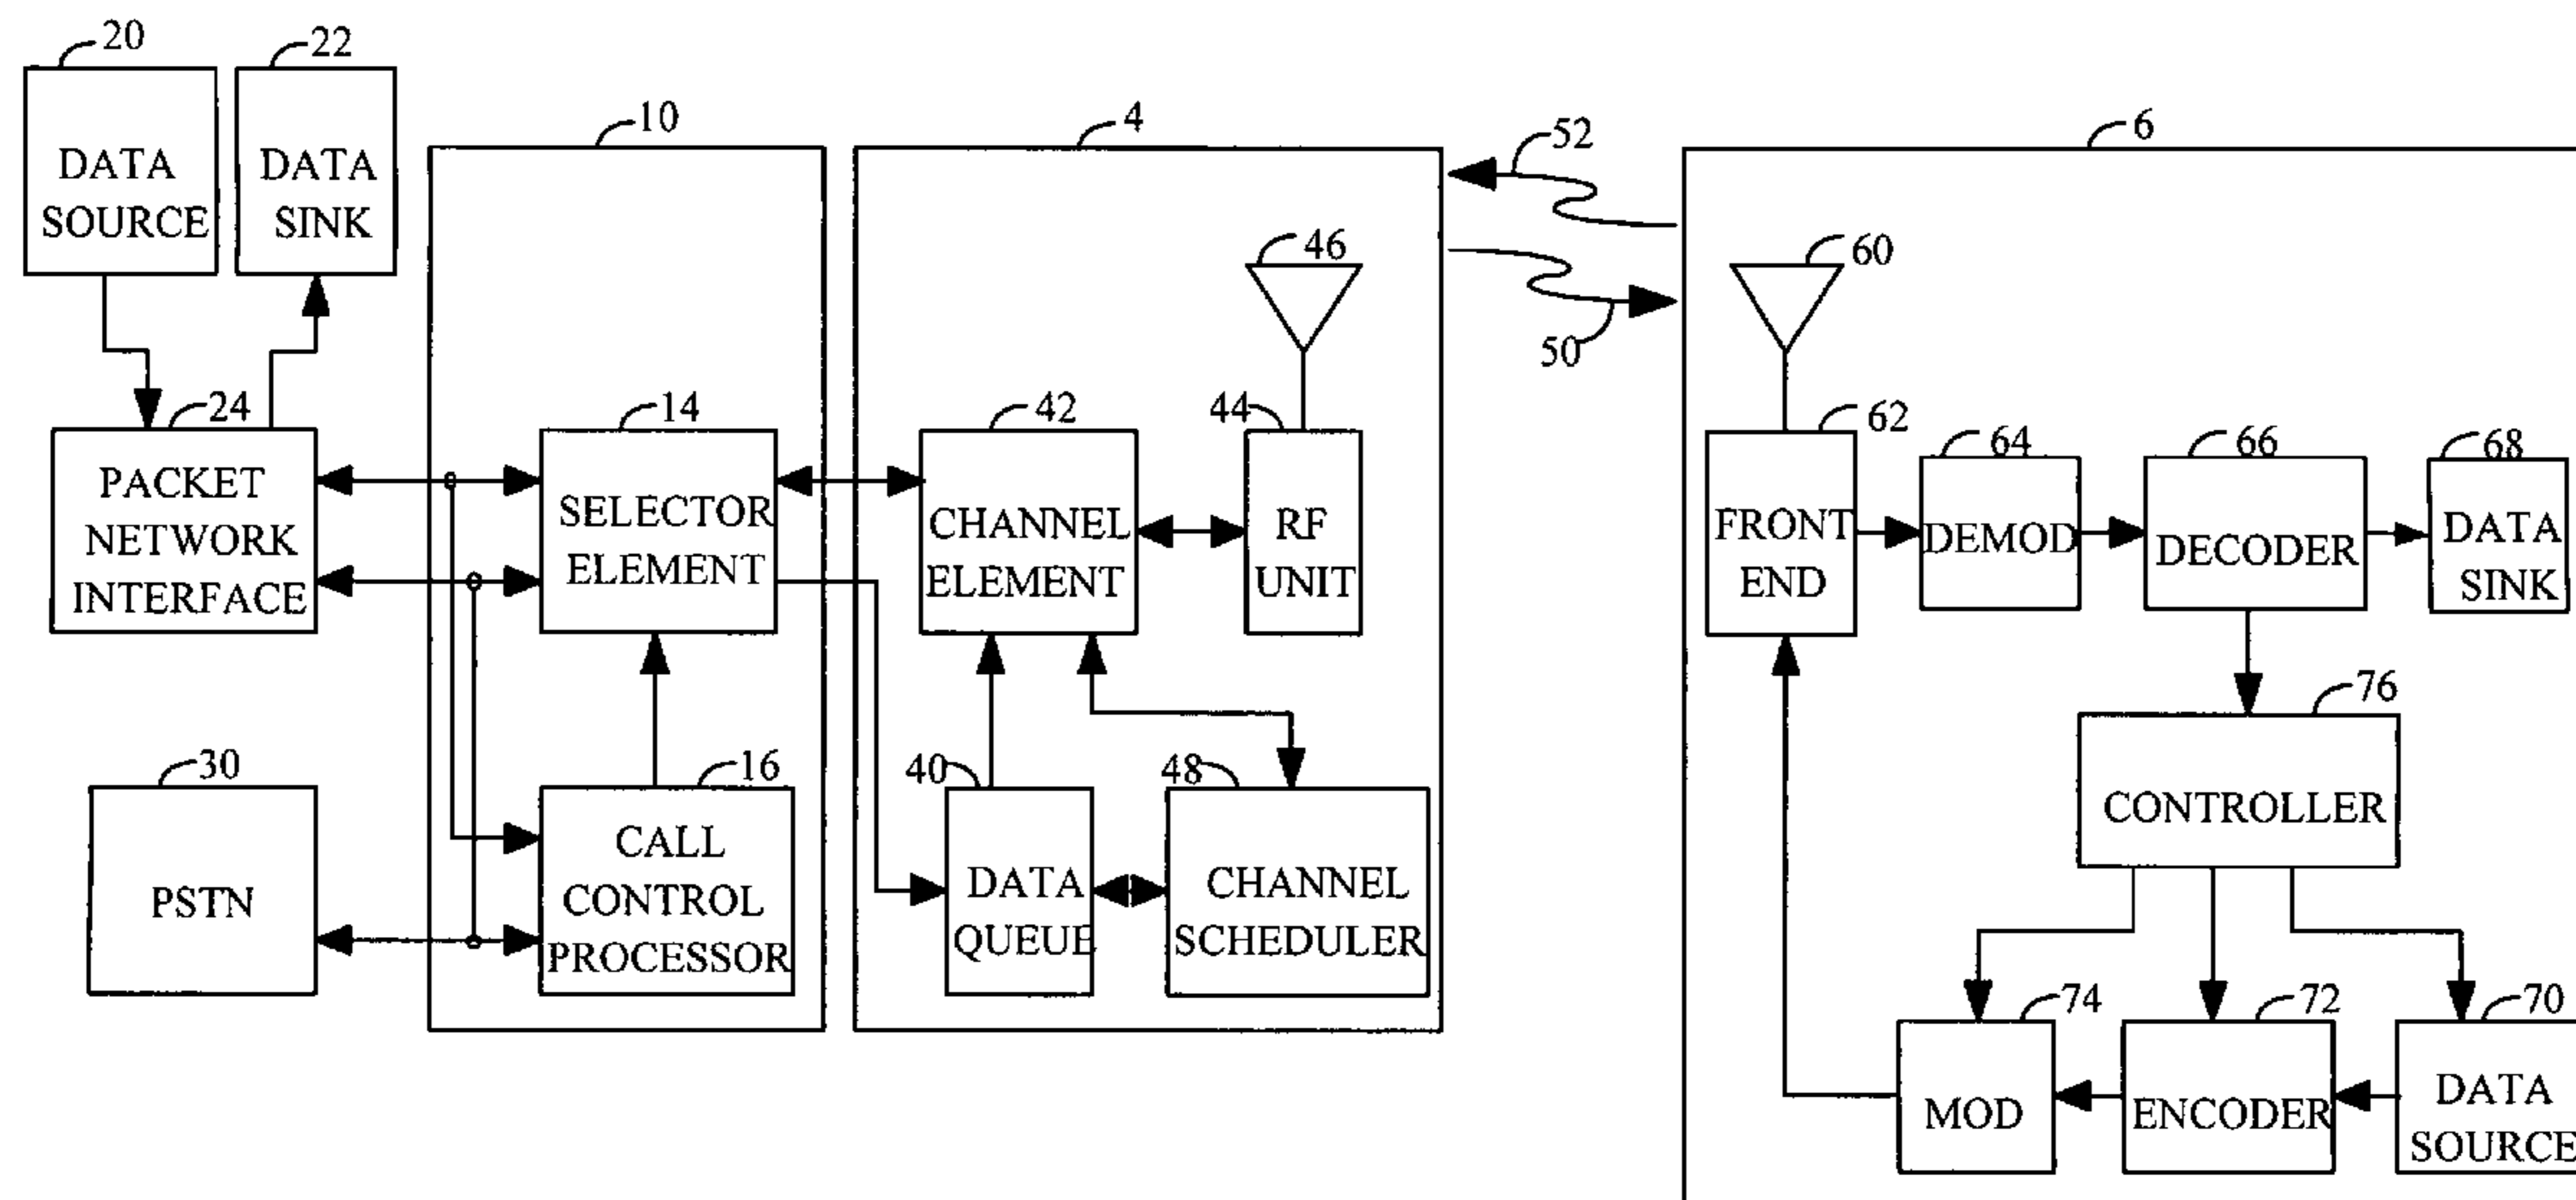 20
22
DATA
SOURCE
DATA
SINK
10
4
52
50
6
24
PACKET
NETWORK
INTERFACE
14
SELECTOR
ELEMENT
42
CHANNEL
ELEMENT
44
RF
UNIT
46
30
PSTN
16
CALL
CONTROL
PROCESSOR
40
DATA
QUEUE
48
CHANNEL
SCHEDULER
60
62
FRONT
END
64
DEMOD
66
DECODER
68
DATA
SINK
76
CONTROLLER
74
MOD
72
ENCODER
70
DATA
SOURCE